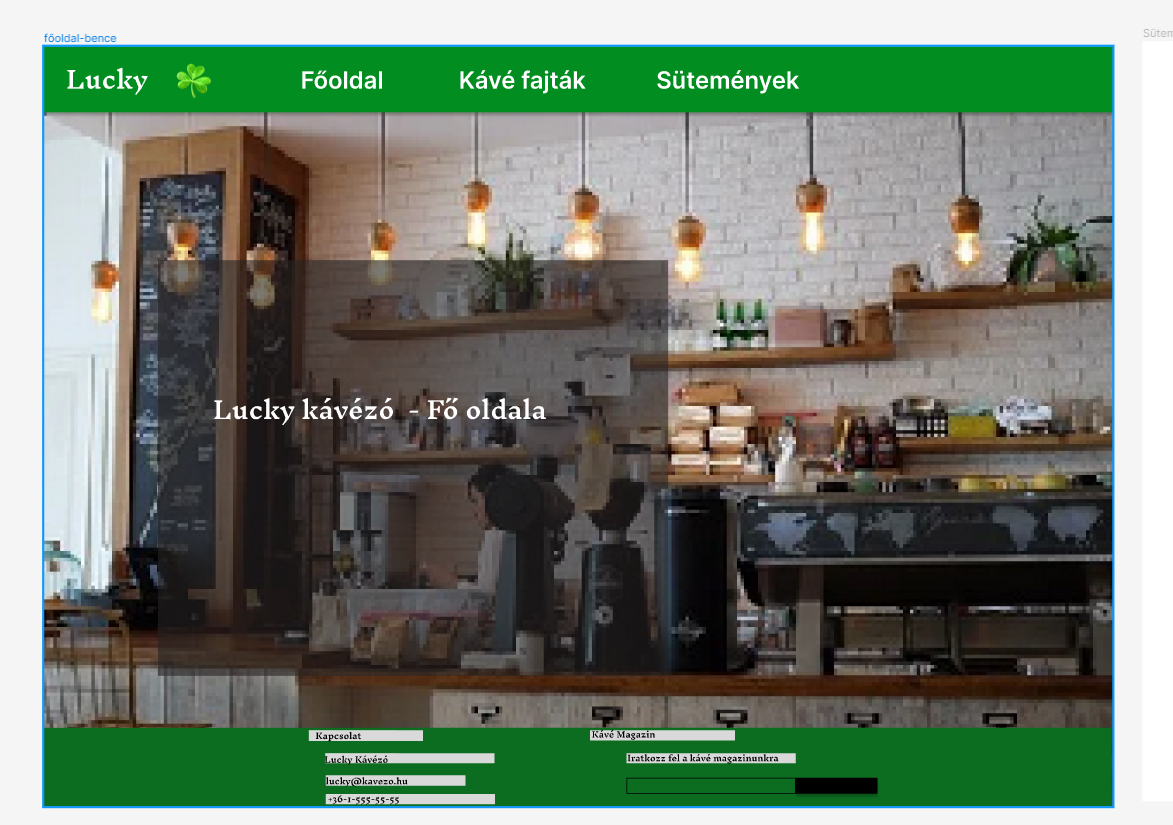 főoldal-bence
Sütem
Lucky
Főoldal
Kávé fajták
Sütemények
Lucky kávézó - Fő oldala
Kapcsolat
Lucky Kávézó
lucky@kavezo.hu
+36-1-555-55-55
Kávé Magazin
Iratkozz fel a kávé magazinunkra